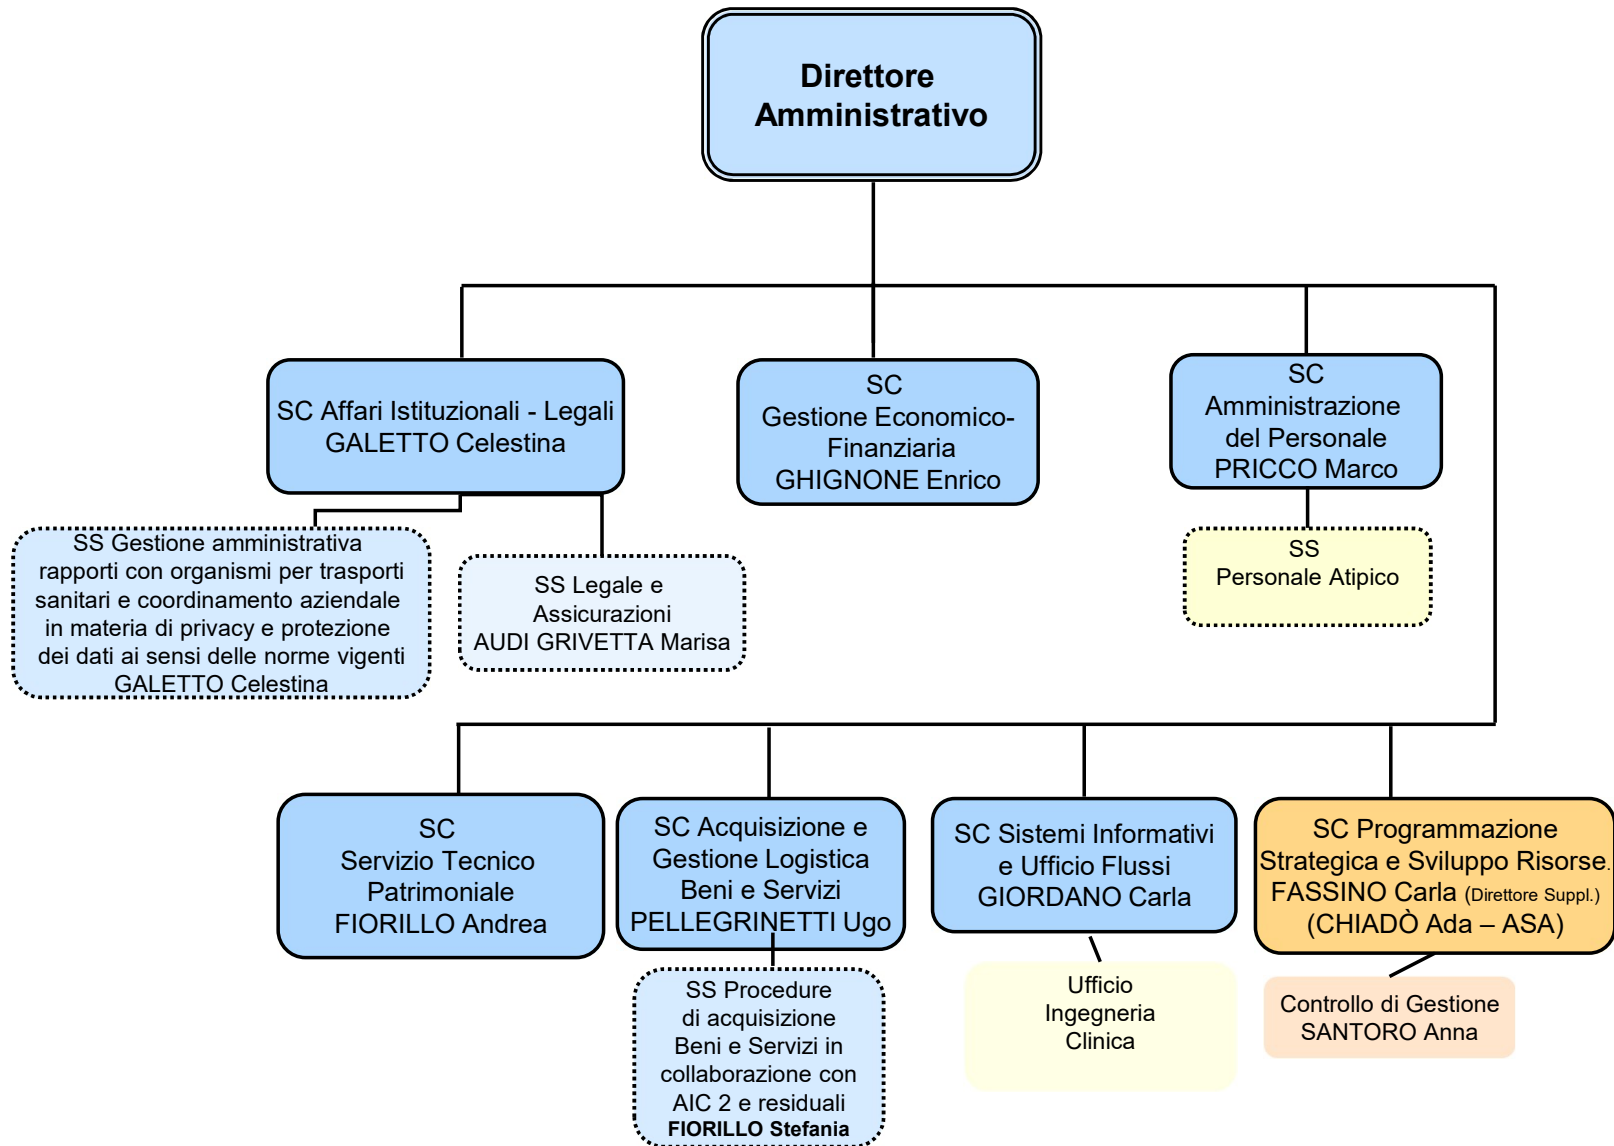 Direttore
Amministrativo
SC Affari Istituzionali - Legali
GALETTO Celestina
SC
Gestione Economico-
Finanziaria
GHIGNONE Enrico
SC
Amministrazione
del Personale
PRICCO Marco
SS Gestione amministrativa
rapporti con organismi per trasporti
sanitari e coordinamento aziendale
in materia di privacy e protezione
dei dati ai sensi delle norme vigenti
GALETTO Celestina
SS Legale e
Assicurazioni
AUDI GRIVETTA Marisa
SS
Personale Atipico
SC
Servizio Tecnico
Patrimoniale
FIORILLO Andrea
SC Acquisizione e
Gestione Logistica
Beni e Servizi
PELLEGRINETTI Ugo
SC Sistemi Informativi
e Ufficio Flussi
GIORDANO Carla
SC Programmazione
Strategica e Sviluppo Risorse.
FASSINO Carla (Direttore Suppl.)
(CHIADÒ Ada – ASA)
SS Procedure
di acquisizione
Beni e Servizi in
collaborazione con
AIC 2 e residuali
FIORILLO Stefania
Ufficio
Ingegneria
Clinica
Controllo di Gestione
SANTORO Anna